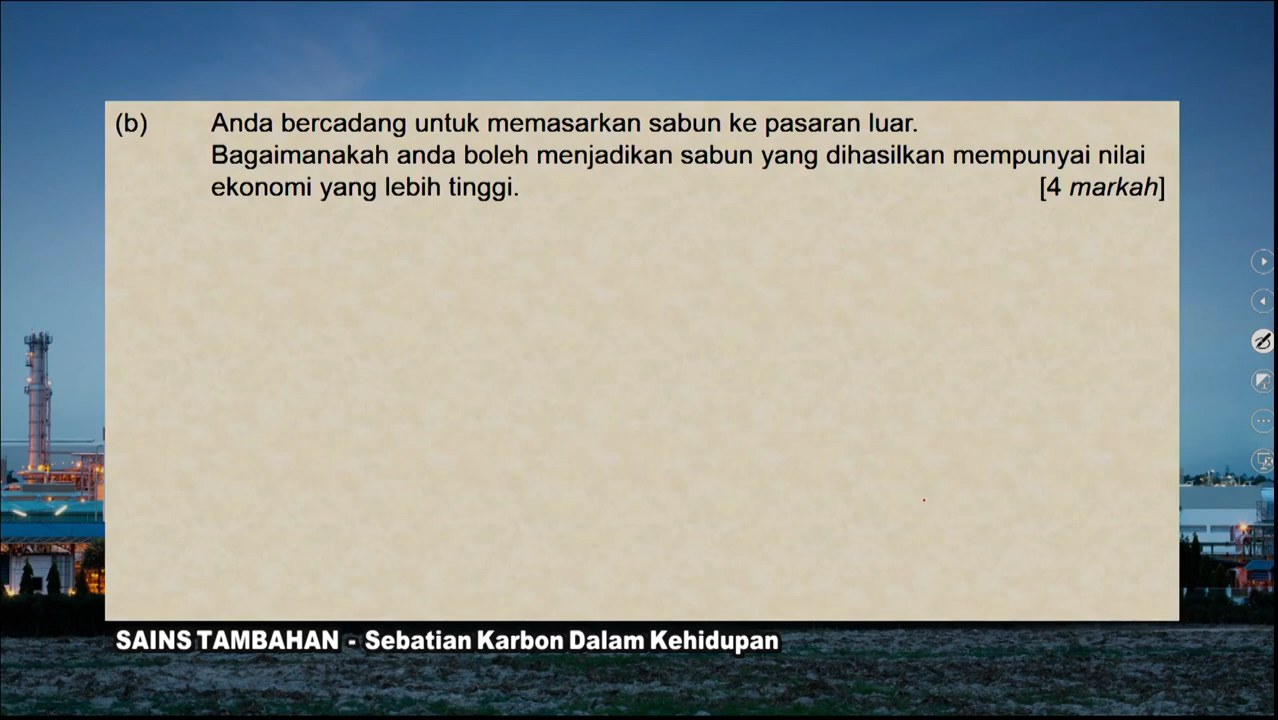 (b) Anda bercadang untuk memasarkan sabun ke pasaran luar.
Bagaimanakah anda boleh menjadikan sabun yang dihasilkan mempunyai nilai
ekonomi yang lebih tinggi. [4 markah]
SAINS TAMBAHAN - Sebatian Karbon Dalam Kehidupan